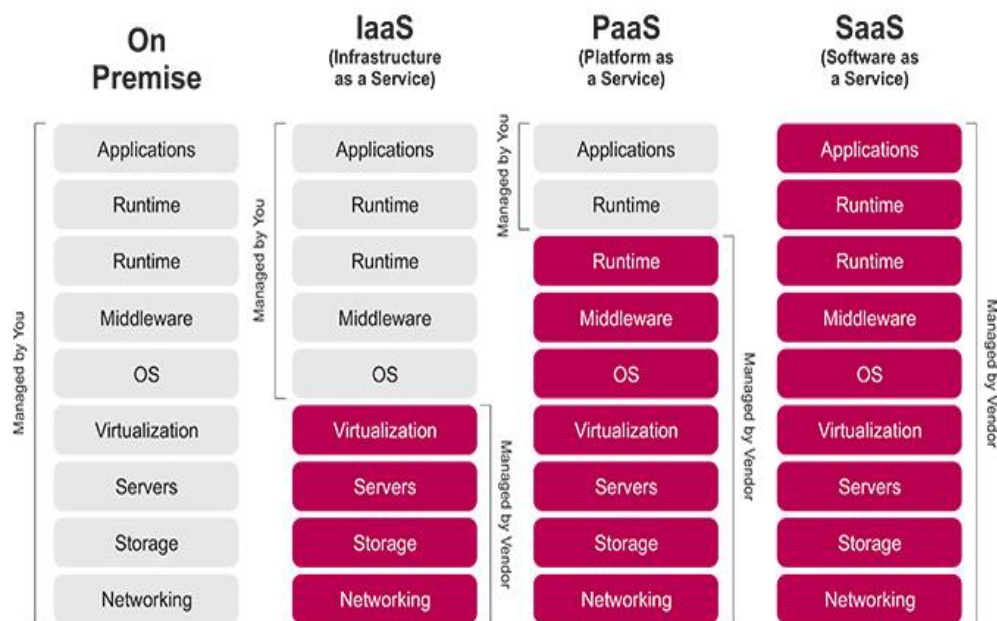 On
Premise
Managed by You
Applications
Runtime
Runtime
Middleware
OS
Virtualization
Servers
Storage
Networking
IaaS
(Infrastructure
as a Service)
Managed by You
Applications
Runtime
Runtime
Middleware
OS
Virtualization
Servers
Storage
Networking
Managed by Vendor
PaaS
(Platform as
a Service)
Managed by You
Applications
Runtime
Runtime
Middleware
OS
Virtualization
Servers
Storage
Networking
Managed by Vendor
SaaS
(Software as
a Service)
Applications
Runtime
Runtime
Middleware
OS
Virtualization
Servers
Storage
Networking
Managed by Vendor